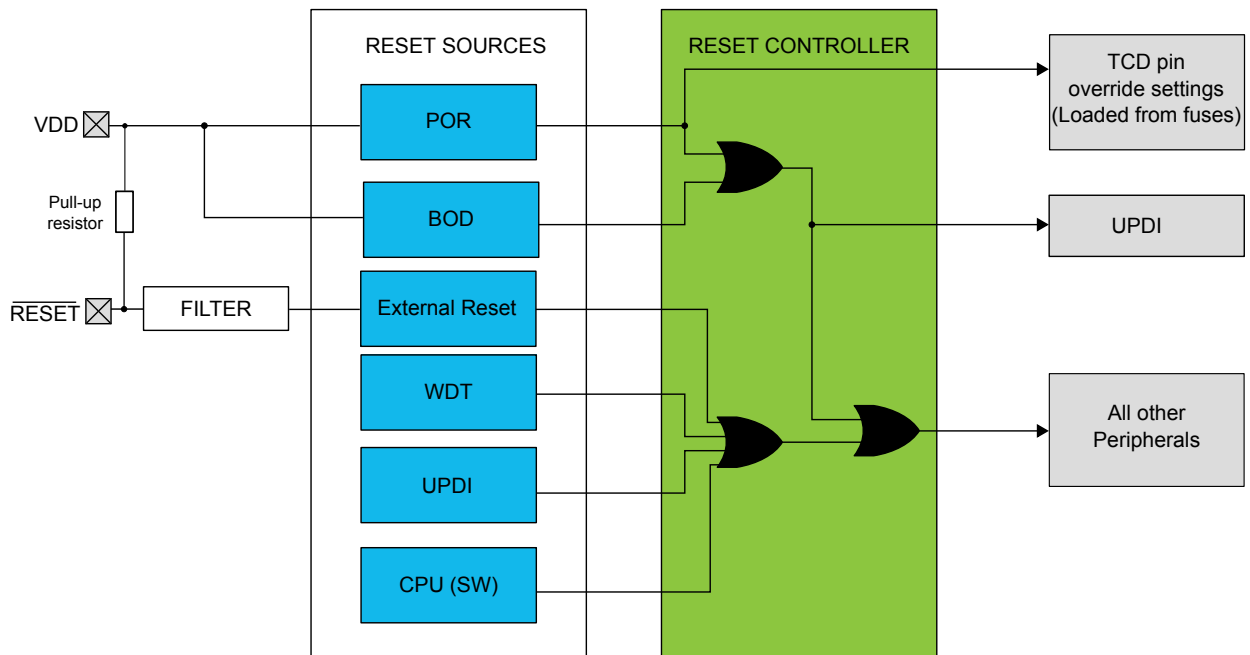 RESET SOURCES
RESET CONTROLLER
TCD pin
override settings
(Loaded from fuses)
VDD
POR
Pull-up
resistor
BOD
UPDI
RESET
FILTER
External Reset
WDT
All other
Peripherals
UPDI
CPU (SW)